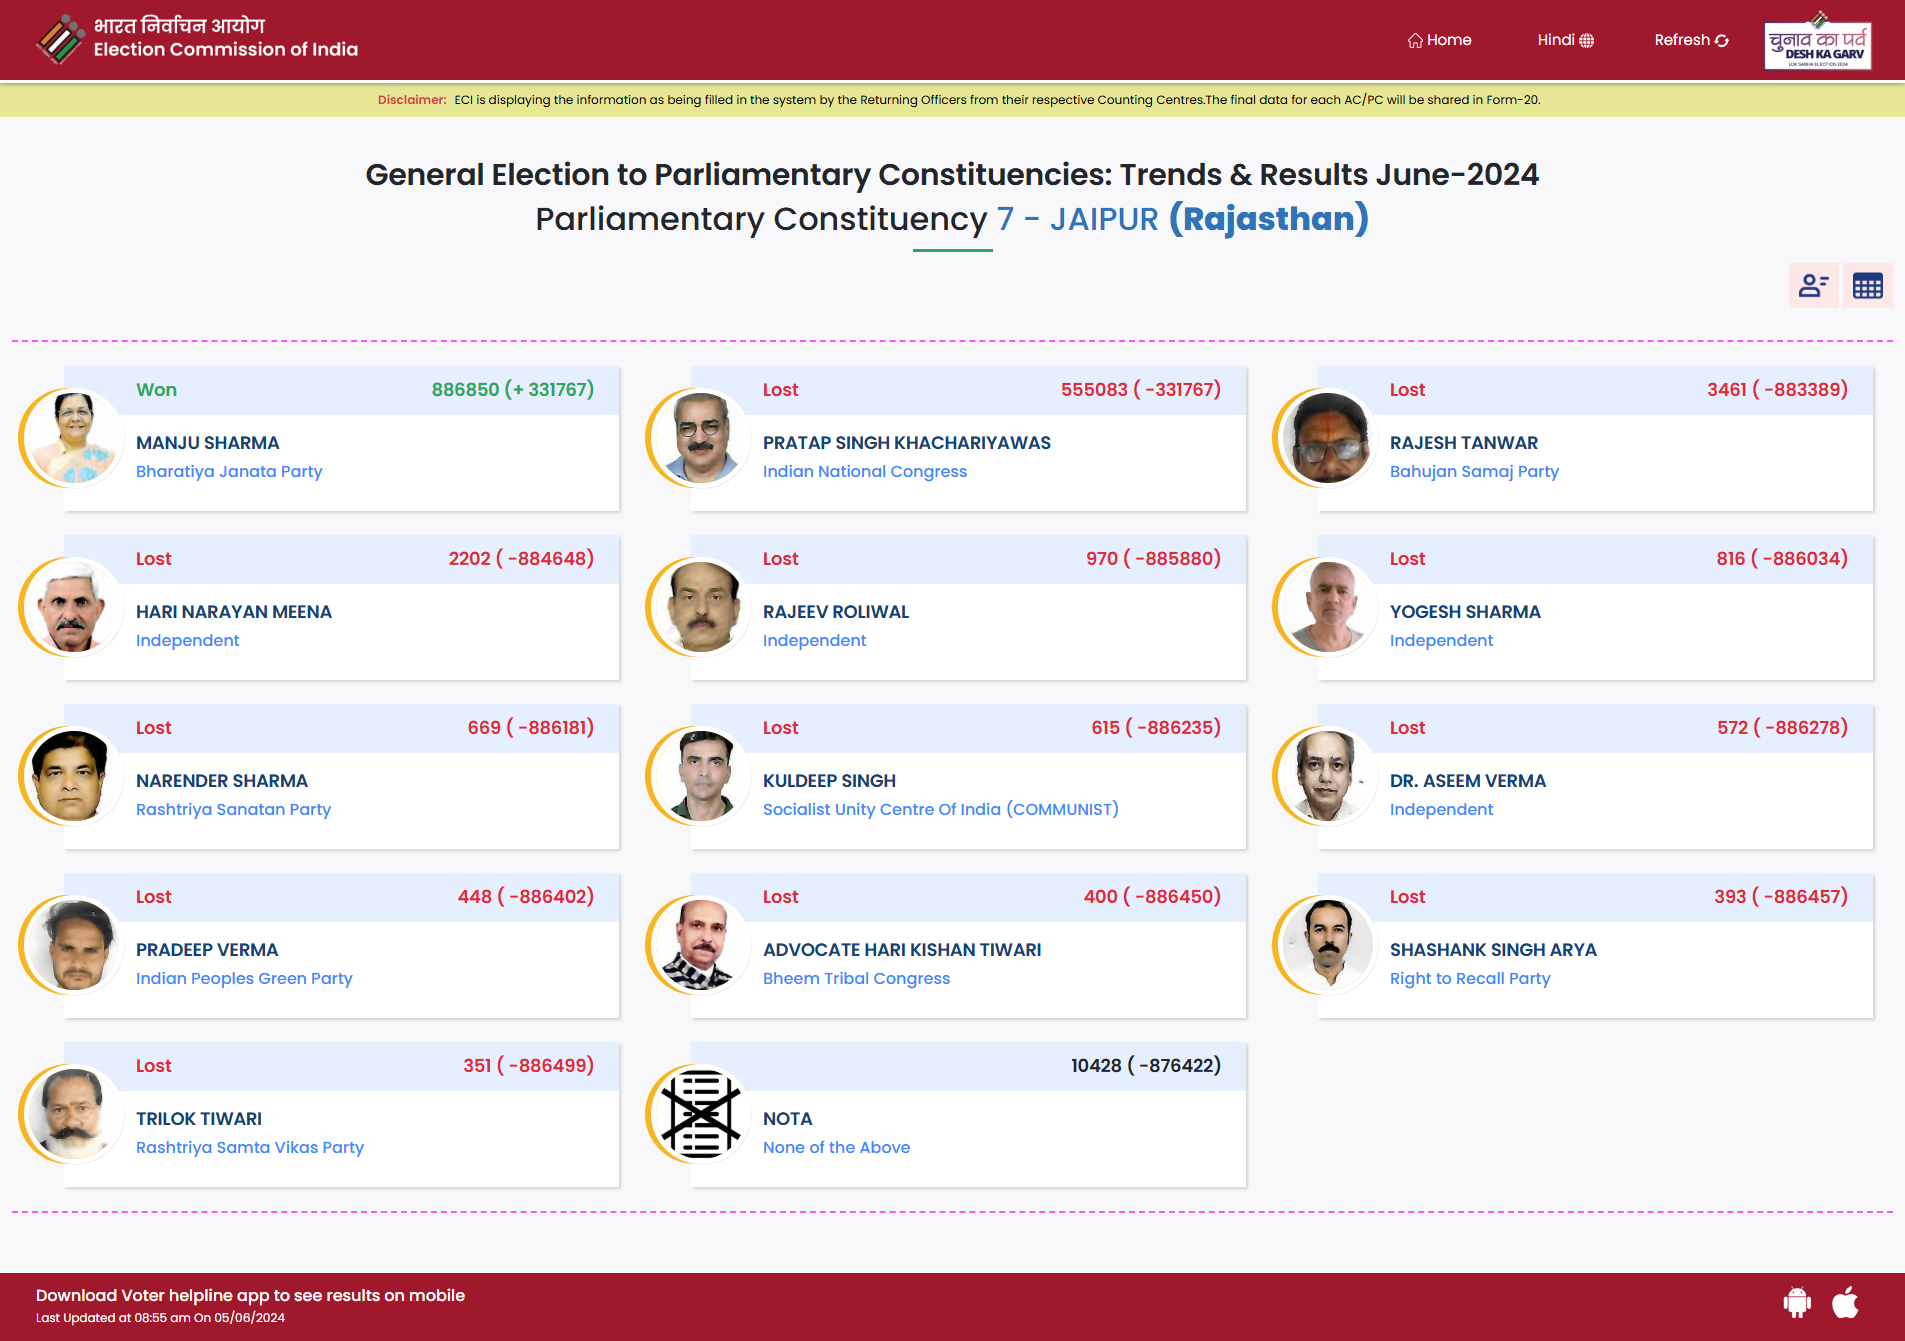 भारत निर्वाचन आयोग
Election Commission of India
Home
Hindi
Refresh
चुनाव का पर्व
DESH KA GARV
LOK SABHA ELECTION 2024
Disclaimer: ECI is displaying the information as being filled in the system by the Returning Officers from their respective Counting Centres.The final data for each AC/PC will be shared in Form-20.
General Election to Parliamentary Constituencies: Trends & Results June-2024
Parliamentary Constituency 7 - JAIPUR (Rajasthan)
Won 886850 (+ 331767)
MANJU SHARMA
Bharatiya Janata Party
Lost 555083 ( -331767)
PRATAP SINGH KHACHARIYAWAS
Indian National Congress
Lost 3461 ( -883389)
RAJESH TANWAR
Bahujan Samaj Party
Lost 2202 ( -884648)
HARI NARAYAN MEENA
Independent
Lost 970 ( -885880)
RAJEEV ROLIWAL
Independent
Lost 816 ( -886034)
YOGESH SHARMA
Independent
Lost 669 ( -886181)
NARENDER SHARMA
Rashtriya Sanatan Party
Lost 615 ( -886235)
KULDEEP SINGH
Socialist Unity Centre Of India (COMMUNIST)
Lost 572 ( -886278)
DR. ASEEM VERMA
Independent
Lost 448 ( -886402)
PRADEEP VERMA
Indian Peoples Green Party
Lost 400 ( -886450)
ADVOCATE HARI KISHAN TIWARI
Bheem Tribal Congress
Lost 393 ( -886457)
SHASHANK SINGH ARYA
Right to Recall Party
Lost 351 ( -886499)
TRILOK TIWARI
Rashtriya Samta Vikas Party
10428 ( -876422)
NOTA
None of the Above
Download Voter helpline app to see results on mobile
Last Updated at 08:55 am On 05/06/2024